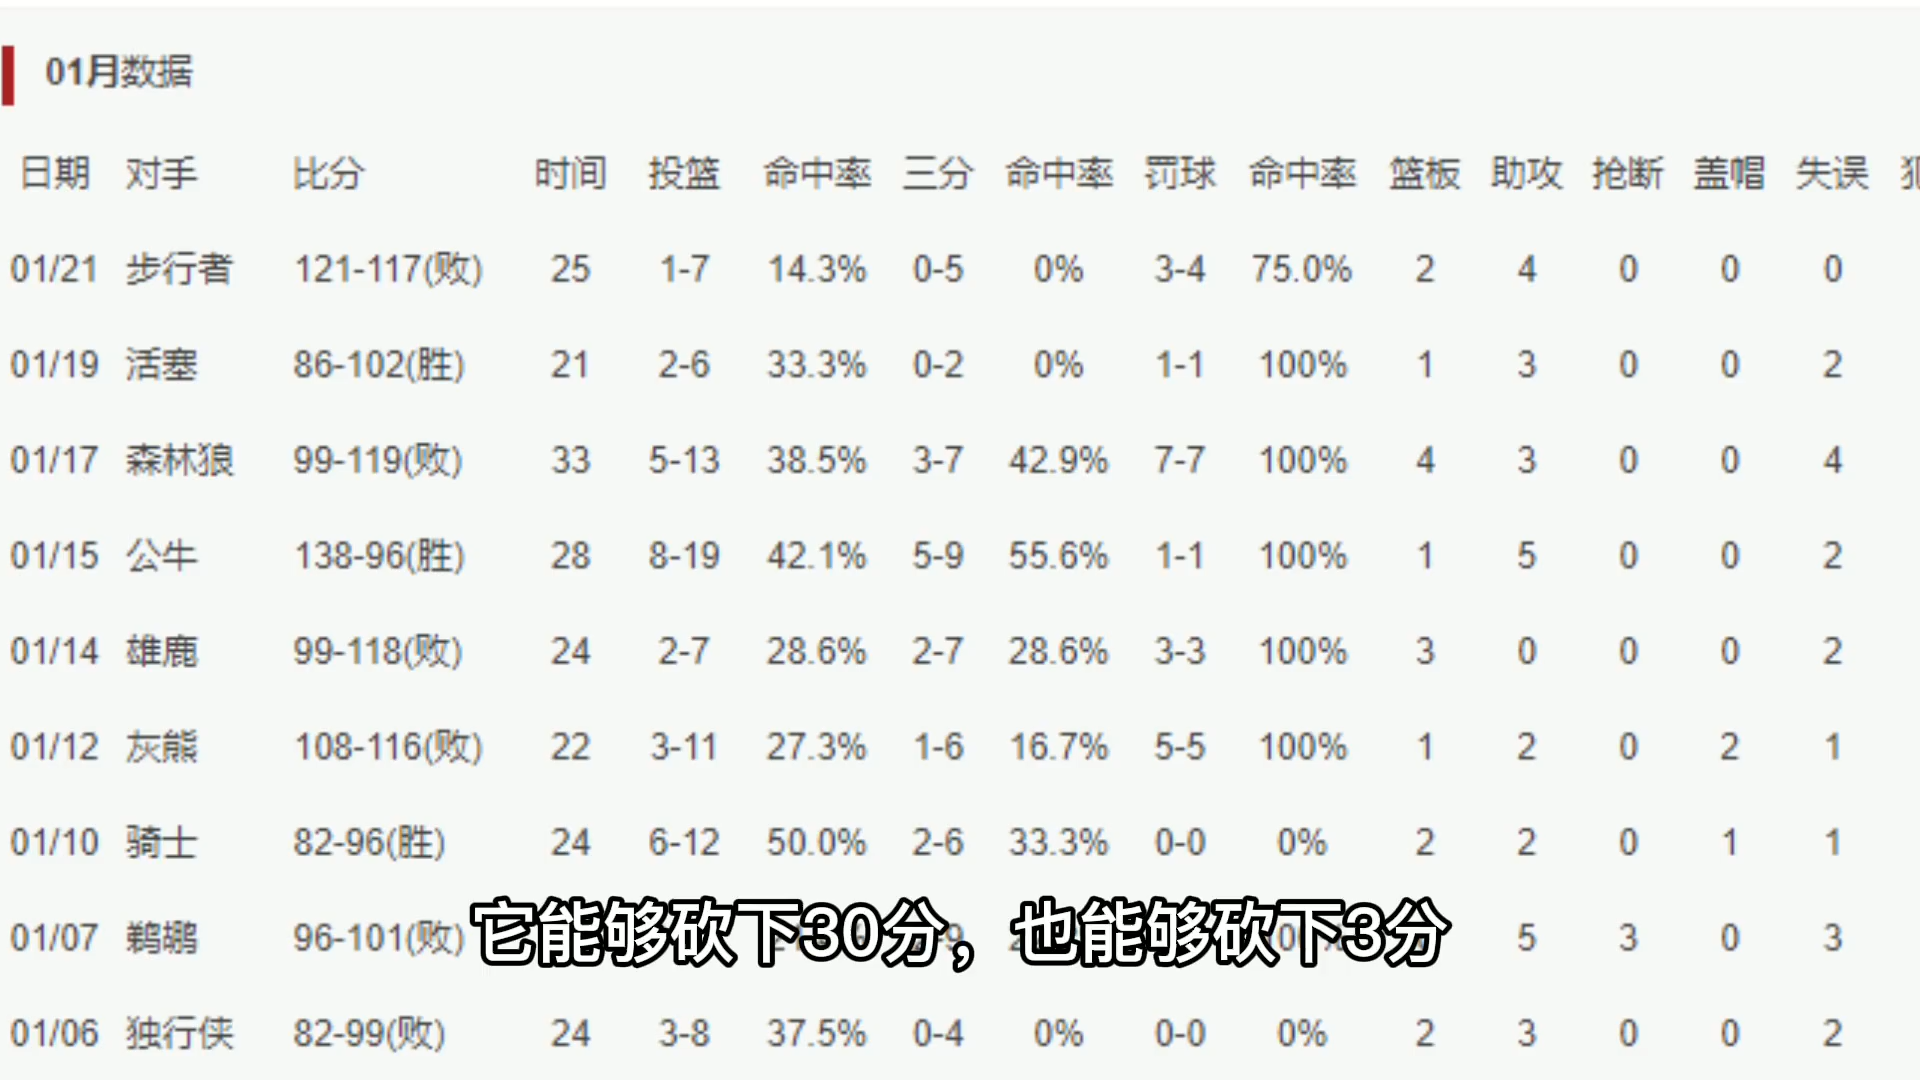 01月数据
日期 对手 比分 时间 投篮 命中率 三分 命中率 罚球 命中率 篮板 助攻 抢断 盖帽 失误
01/21 步行者 121-117(败) 25 1-7 14.3% 0-5 0% 3-4 75.0% 2 4 0 0 0
01/19 活塞 86-102(胜) 21 2-6 33.3% 0-2 0% 1-1 100% 1 3 0 0 2
01/17 森林狼 99-119(败) 33 5-13 38.5% 3-7 42.9% 7-7 100% 4 3 0 0 4
01/15 公牛 138-96(胜) 28 8-19 42.1% 5-9 55.6% 1-1 100% 1 5 0 0 2
01/14 雄鹿 99-118(败) 24 2-7 28.6% 2-7 28.6% 3-3 100% 3 0 0 0 2
01/12 灰熊 108-116(败) 22 3-11 27.3% 1-6 16.7% 5-5 100% 1 2 0 2 1
01/10 骑士 82-96(胜) 24 6-12 50.0% 2-6 33.3% 0-0 0% 2 2 0 1 1
01/07 鹈鹕 96-101(败) 5 3 0 3
它能够砍下30分，也能够砍下3分
01/06 独行侠 82-99(败) 24 3-8 37.5% 0-4 0% 0-0 0% 2 3 0 0 2